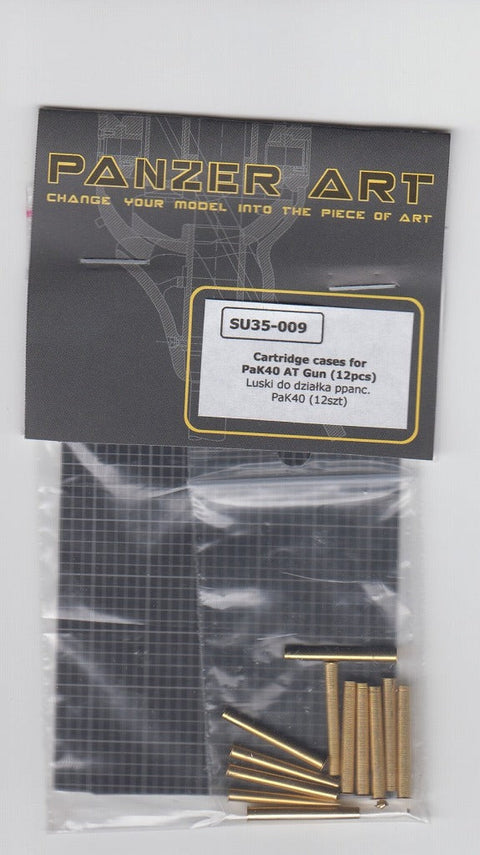 PANZER ART
CHANGE YOUR MODEL INTO THE PIECE OF ART
SU35-009
Cartridge cases for
PaK40 AT Gun (12pcs)
Luski do działka ppanc.
PaK40 (12szt)